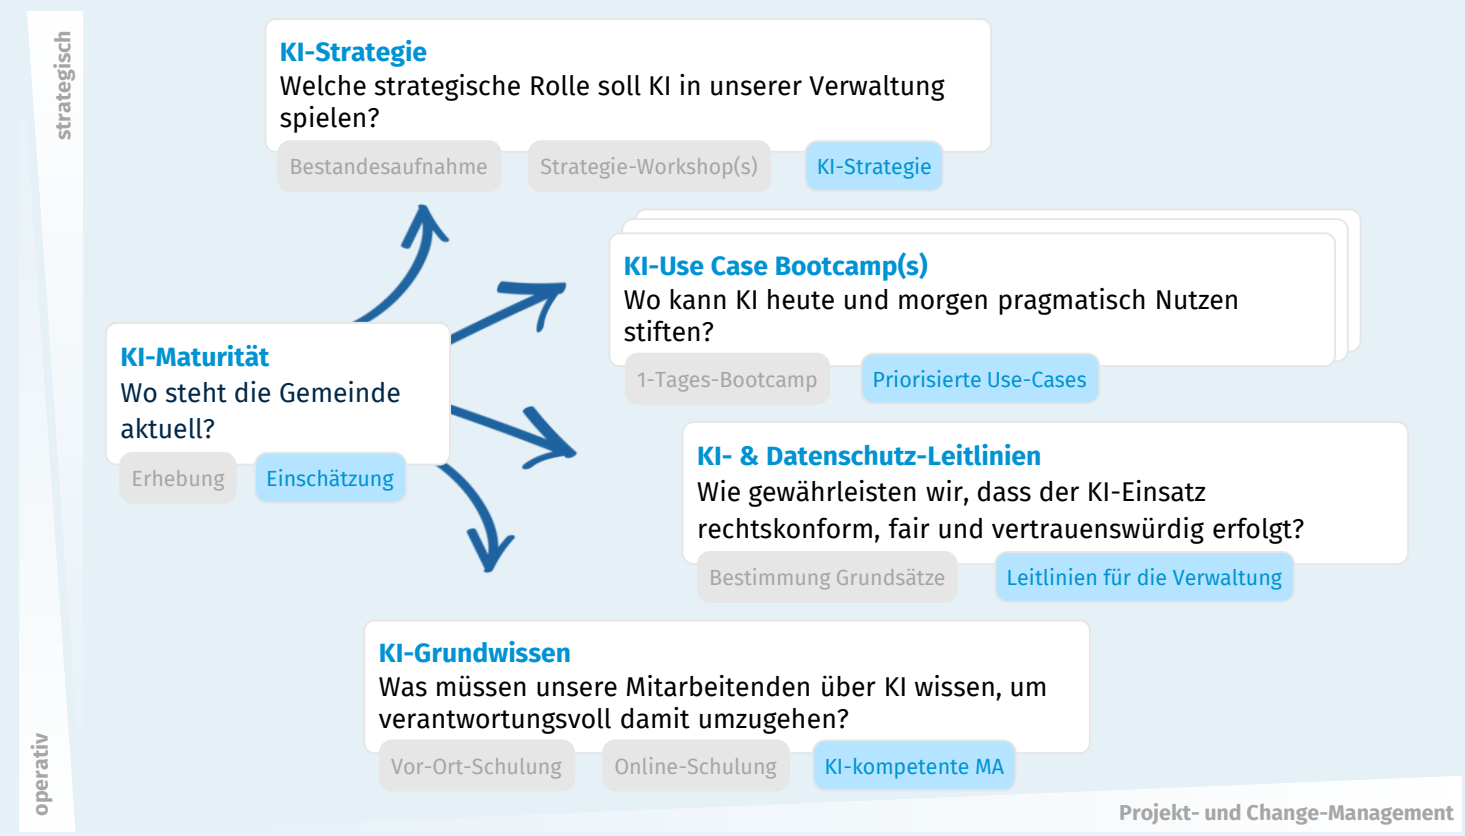 strategisch
KI-Strategie
Welche strategische Rolle soll KI in unserer Verwaltung
spielen?
Bestandesaufnahme
Strategie-Workshop(s)
KI-Strategie
KI-Use Case Bootcamp(s)
Wo kann KI heute und morgen pragmatisch Nutzen
stiften?
1-Tages-Bootcamp
Priorisierte Use-Cases
KI-Maturität
Wo steht die Gemeinde
aktuell?
Erhebung
Einschätzung
KI- & Datenschutz-Leitlinien
Wie gewährleisten wir, dass der KI-Einsatz
rechtskonform, fair und vertrauenswürdig erfolgt?
Bestimmung Grundsätze
Leitlinien für die Verwaltung
KI-Grundwissen
Was müssen unsere Mitarbeitenden über KI wissen, um
verantwortungsvoll damit umzugehen?
Vor-Ort-Schulung
Online-Schulung
KI-kompetente MA
operativ
Projekt- und Change-Management